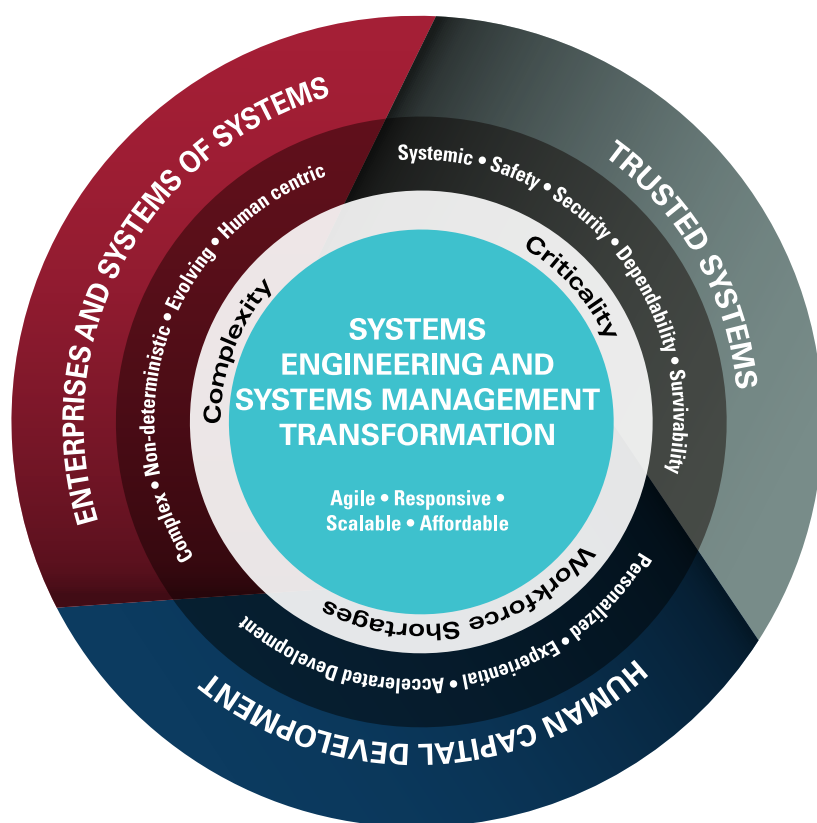 ENTERPRISES AND SYSTEMS OF SYSTEMS
Complex • Non-deterministic • Evolving • Human centric
Complexity
TRUSTED SYSTEMS
Systemic • Safety • Security • Dependability • Survivability
Criticality
SYSTEMS
ENGINEERING AND
SYSTEMS MANAGEMENT
TRANSFORMATION
Agile • Responsive •
Scalable • Affordable
Workforce Shortages
Personalized • Experiential • Accelerated Development
HUMAN CAPITAL DEVELOPMENT